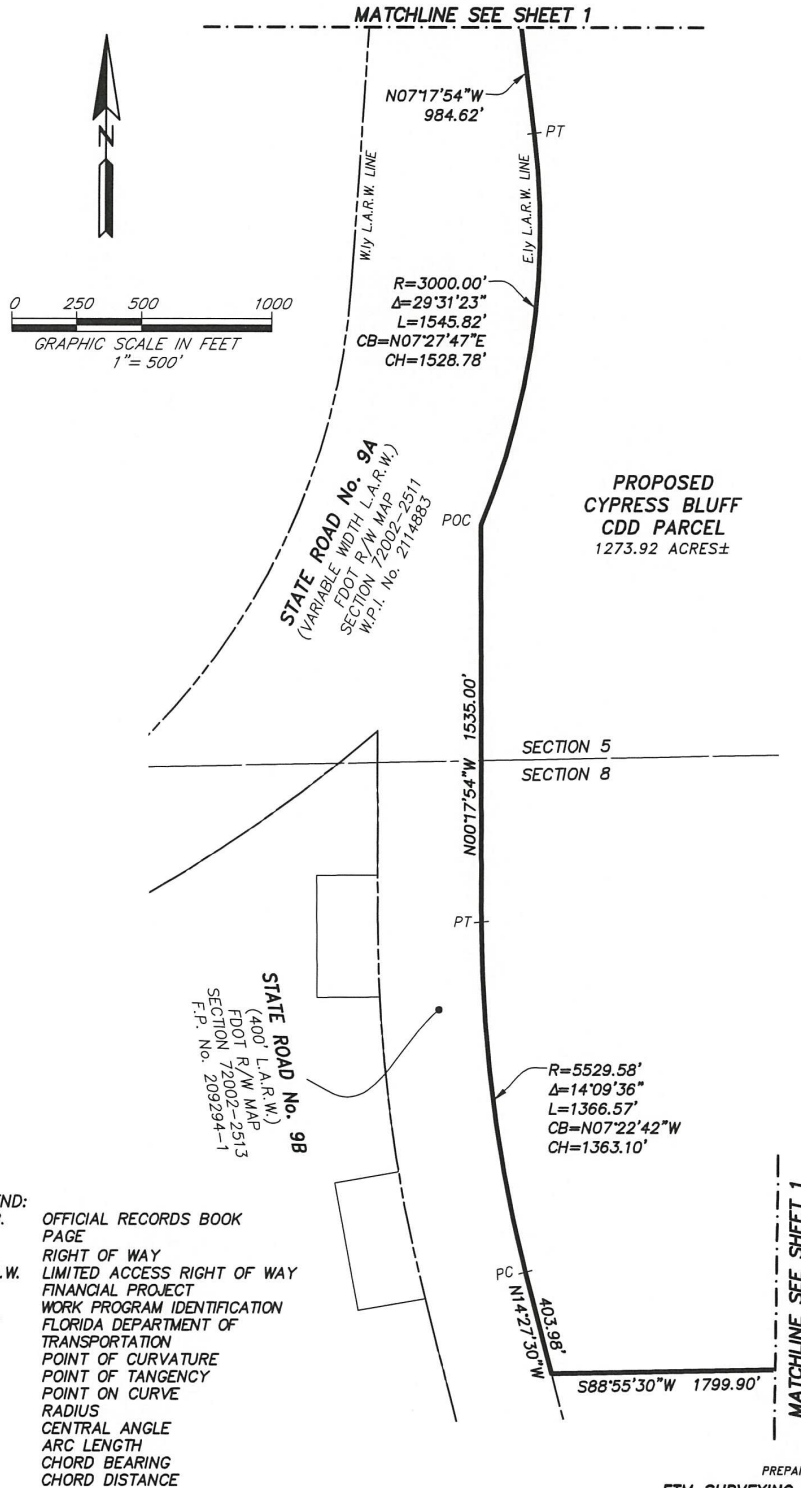 MATCHLINE SEE SHEET 1
N
N07°17'54"W
984.62'
PT
W.ly L.A.R.W. LINE
E.ly L.A.R.W. LINE
R=3000.00'
Δ=29°31'23"
L=1545.82'
CB=N07°27'47"E
CH=1528.78'
0 250 500 1000
GRAPHIC SCALE IN FEET
1"= 500'
STATE ROAD No. 9A
(VARIABLE WIDTH L.A.R.W.)
FDOT R/W MAP
SECTION 72002-2511
W.P.I. No. 2114883
POC
PROPOSED
CYPRESS BLUFF
CDD PARCEL
1273.92 ACRES±
N00°17'54"W 1535.00'
SECTION 5
SECTION 8
PT
STATE ROAD No. 9B
(400' L.A.R.W.)
FDOT R/W MAP
SECTION 72002-2513
F.P. No. 209294-1
R=5529.58'
Δ=14°09'36"
L=1366.57'
CB=N07°22'42"W
CH=1363.10'
PC
N14°27'30"W
403.98'
S88°55'30"W 1799.90'
MATCHLINE SEE SHEET 1
END:
OFFICIAL RECORDS BOOK
PAGE
RIGHT OF WAY
.W. LIMITED ACCESS RIGHT OF WAY
FINANCIAL PROJECT
WORK PROGRAM IDENTIFICATION
FLORIDA DEPARTMENT OF
TRANSPORTATION
POINT OF CURVATURE
POINT OF TANGENCY
POINT ON CURVE
RADIUS
CENTRAL ANGLE
ARC LENGTH
CHORD BEARING
CHORD DISTANCE